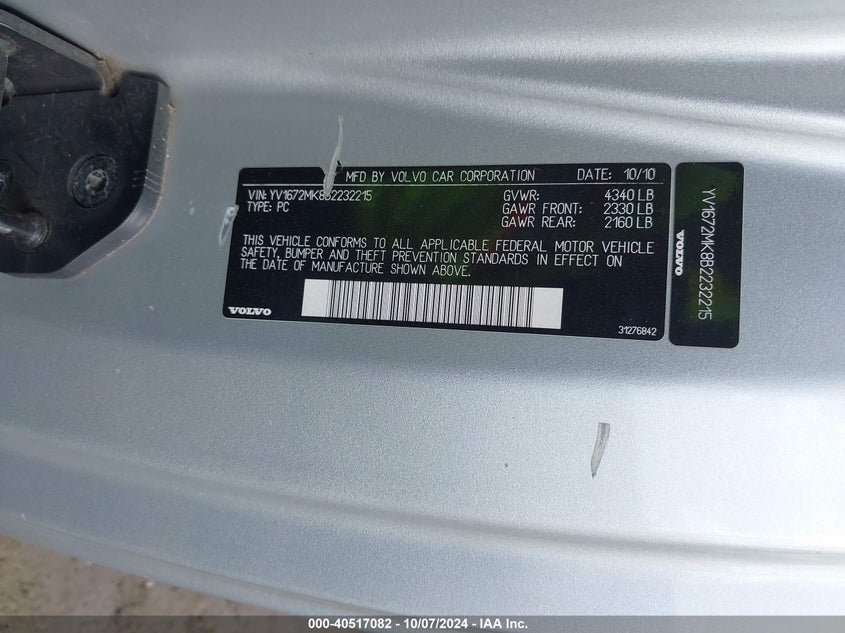 MFD BY VOLVO CAR CORPORATION DATE: 10/10
VIN: YV1672MK8B2232215 GVWR: 4340 LB
TYPE: PC GAWR FRONT: 2330 LB
GAWR REAR: 2160 LB
THIS VEHICLE CONFORMS TO ALL APPLICABLE FEDERAL MOTOR VEHICLE
SAFETY, BUMPER AND THEFT PREVENTION STANDARDS IN EFFECT ON
THE DATE OF MANUFACTURE SHOWN ABOVE.
VOLVO 31276842
YV1672MK8B2232215
VOLVO
000-40517082 - 10/07/2024 - IAA Inc.